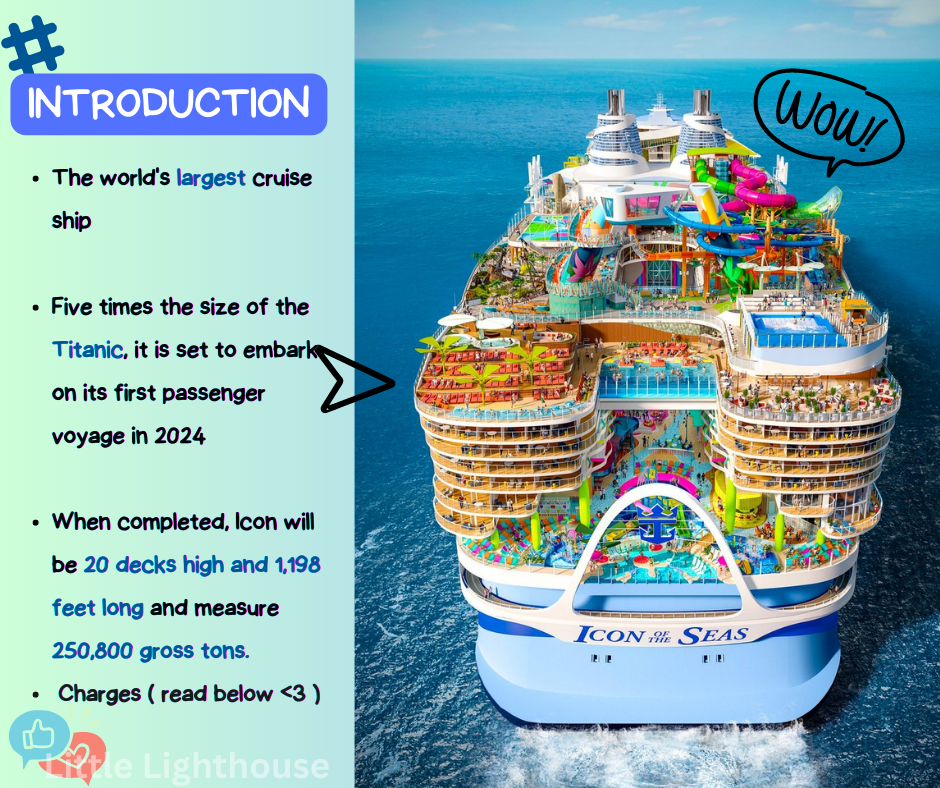 #
INTRODUCTION
• The world's largest cruise
ship
• Five times the size of the
Titanic, it is set to embark
on its first passenger
voyage in 2024
• When completed, Icon will
be 20 decks high and 1,198
feet long and measure
250,800 gross tons.
• Charges ( read below <3 )
Little Lighthouse
WOW!
ICON OF THE SEAS